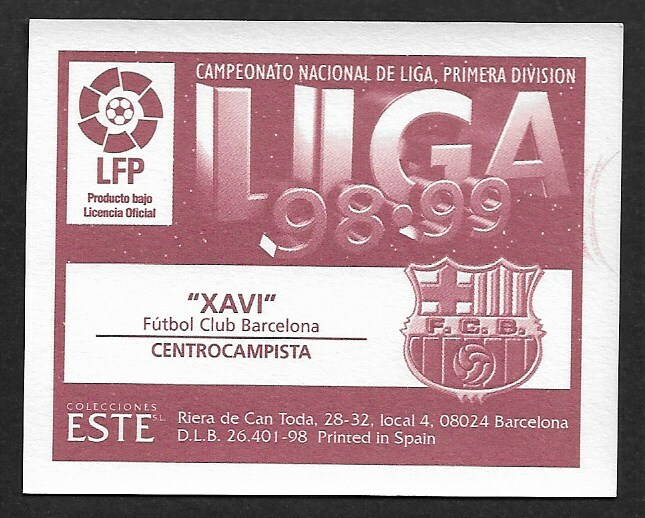 CAMPEONATO NACIONAL DE LIGA, PRIMERA DIVISION
LIGA
98·99
LFP
Producto bajo
Licencia Oficial
"XAVI"
Fútbol Club Barcelona
CENTROCAMPISTA
F. C. B.
COLECCIONES
ESTE S.L.
Riera de Can Toda, 28-32, local 4, 08024 Barcelona
D.L.B. 26.401-98 Printed in Spain